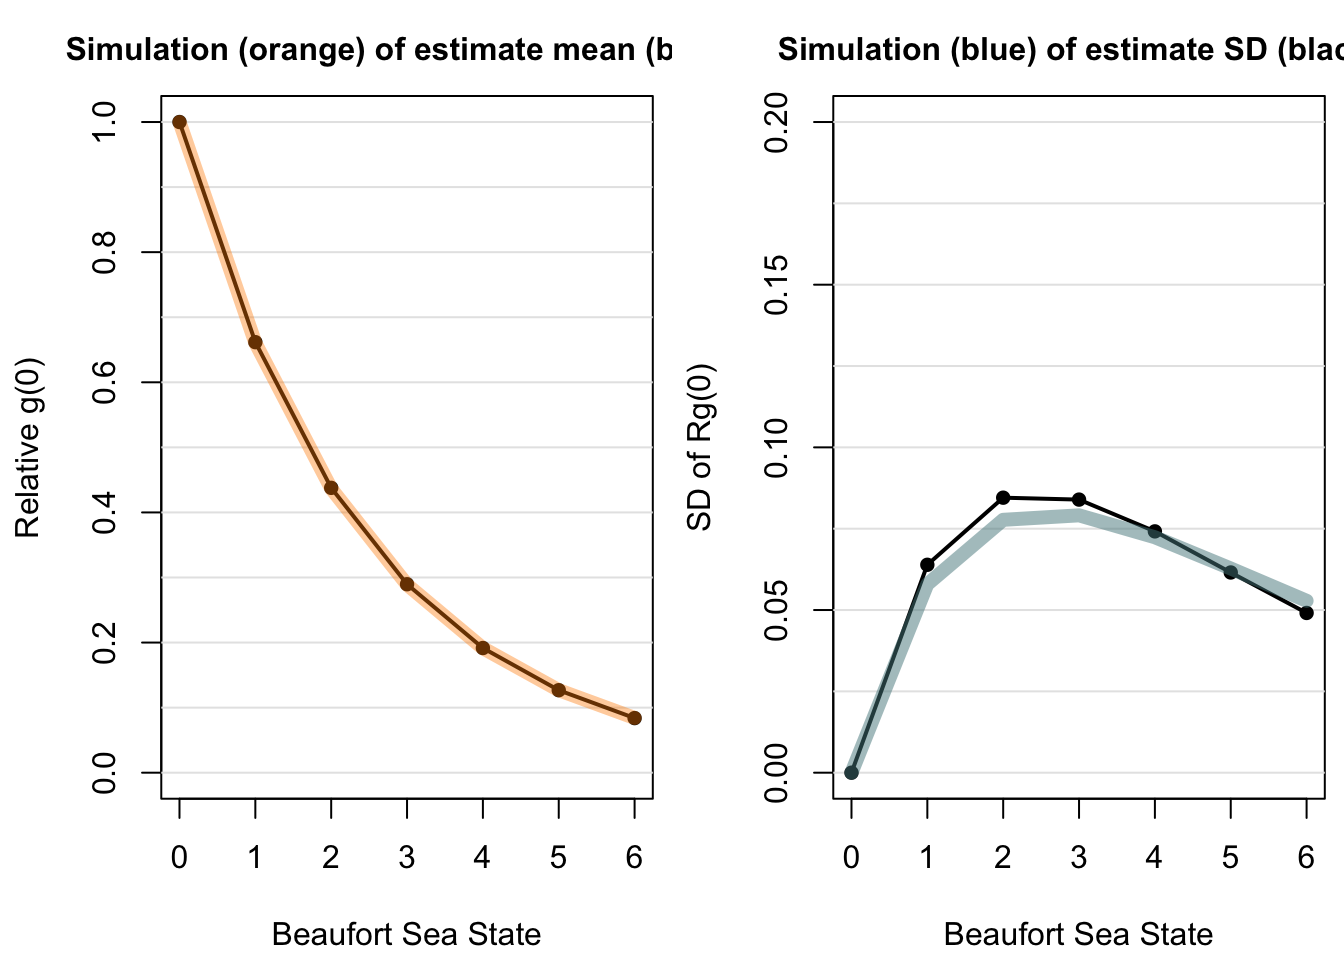 Simulation (orange) of estimate mean (b
Relative g(0)
1.0
0.8
0.6
0.4
0.2
0.0
0 1 2 3 4 5 6
Beaufort Sea State
Simulation (blue) of estimate SD (blac
SD of Rg(0)
0.20
0.15
0.10
0.05
0.00
0 1 2 3 4 5 6
Beaufort Sea State